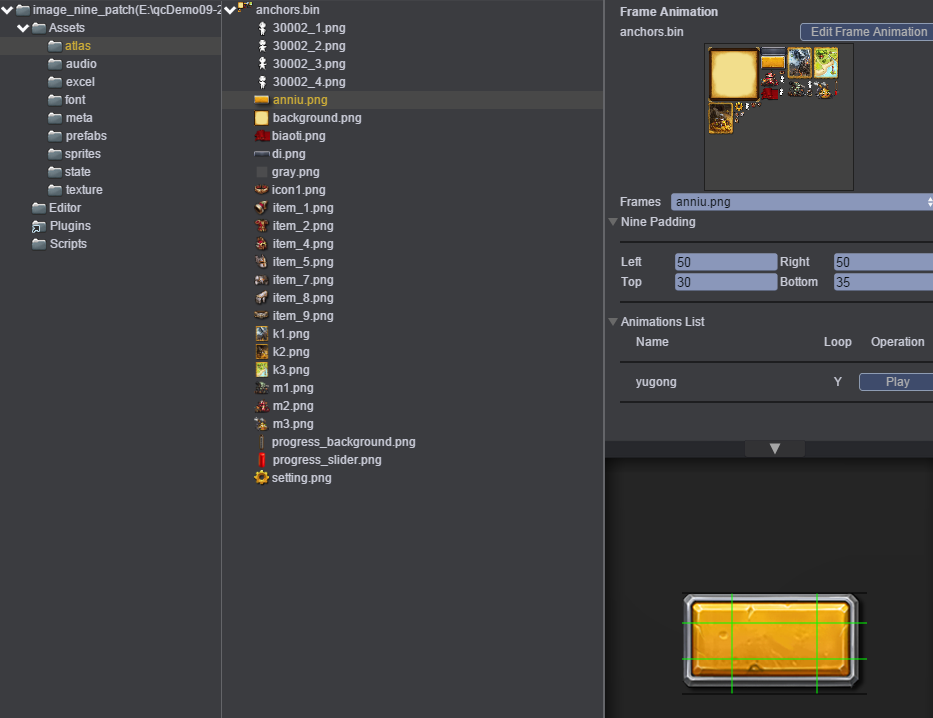 image_nine_patch(E:\qcDemo09-2
Assets
atlas
audio
excel
font
meta
prefabs
sprites
state
texture
Editor
Plugins
Scripts
anchors.bin
30002_1.png
30002_2.png
30002_3.png
30002_4.png
anniu.png
background.png
biaoti.png
di.png
gray.png
icon1.png
item_1.png
item_2.png
item_4.png
item_5.png
item_7.png
item_8.png
item_9.png
k1.png
k2.png
k3.png
m1.png
m2.png
m3.png
progress_background.png
progress_slider.png
setting.png
Frame Animation
anchors.bin Edit Frame Animation
Frames anniu.png
Nine Padding
Left 50 Right 50
Top 30 Bottom 35
Animations List
Name Loop Operation
yugong Y Play